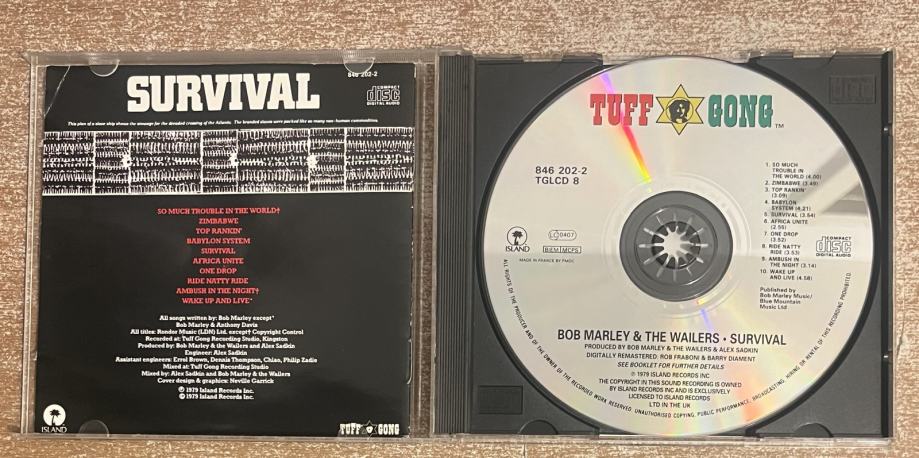 SURVIVAL
846 202-2
COMPACT
disc
DIGITAL AUDIO
This plan of a slave ship shows the stowage for the dreaded crossing of the Atlantic. The branded slaves were packed like so many non-human commodities.
SO MUCH TROUBLE IN THE WORLD†
ZIMBABWE
TOP RANKIN'
BABYLON SYSTEM
SURVIVAL
AFRICA UNITE
ONE DROP
RIDE NATTY RIDE
AMBUSH IN THE NIGHT†
WAKE UP AND LIVE*
All songs written by: Bob Marley except*
Bob Marley & Anthony Davis
All titles: Rondor Music (LDN) Ltd. except† Copyright Control
Recorded at: Tuff Gong Recording Studio, Kingston
Produced by: Bob Marley & the Wailers and Alex Sadkin
Engineer: Alex Sadkin
Assistant engineers: Errol Brown, Dennis Thompson, Chiao, Philip Zadie
Mixed at: Tuff Gong Recording Studio
Mixed by: Alex Sadkin and Bob Marley & the Wailers
Cover design & graphics: Neville Garrick
℗ 1979 Island Records Inc.
© 1979 Island Records Inc.
ISLAND
TUFF GONG
TUFF GONG™
846 202-2
TGLCD 8
ISLAND
LC 0407
BIEM MCPS
MADE IN FRANCE BY PMDC
1. SO MUCH
TROUBLE IN
THE WORLD (4.00)
2. ZIMBABWE (3.49)
3. TOP RANKIN'
(3.09)
4. BABYLON
SYSTEM (4.21)
5. SURVIVAL (3.54)
6. AFRICA UNITE
(2.55)
7. ONE DROP
(3.52)
8. RIDE NATTY
RIDE (3.53)
9. AMBUSH IN
THE NIGHT (3.14)
10. WAKE UP
AND LIVE (4.58)
COMPACT
disc
DIGITAL AUDIO
Published by
Bob Marley Music/
Blue Mountain
Music Ltd
BOB MARLEY & THE WAILERS • SURVIVAL
PRODUCED BY BOB MARLEY & THE WAILERS & ALEX SADKIN
DIGITALLY REMASTERED: ROB FRABONI & BARRY DIAMENT
SEE BOOKLET FOR FURTHER DETAILS
℗ 1979 ISLAND RECORDS INC
THE COPYRIGHT IN THIS SOUND RECORDING IS OWNED
BY ISLAND RECORDS INC AND IS EXCLUSIVELY
LICENSED TO ISLAND RECORDS
LTD IN THE UK
ALL RIGHTS OF THE PRODUCER AND OF THE OWNER OF THE RECORDED WORK RESERVED. UNAUTHORISED COPYING, PUBLIC PERFORMANCE, BROADCASTING, HIRING OR RENTAL OF THIS RECORDING PROHIBITED.